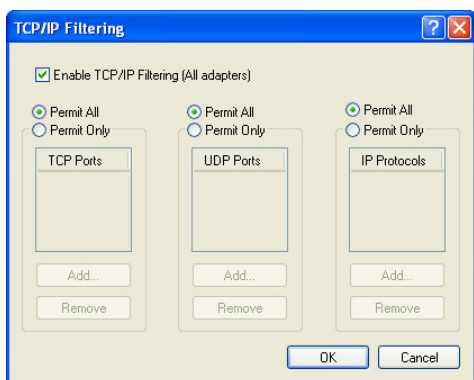 TCP/IP Filtering
Enable TCP/IP Filtering (All adapters)
Permit All
Permit Only
TCP Ports
Add...
Remove
Permit All
Permit Only
UDP Ports
Add...
Remove
Permit All
Permit Only
IP Protocols
Add...
Remove
OK
Cancel